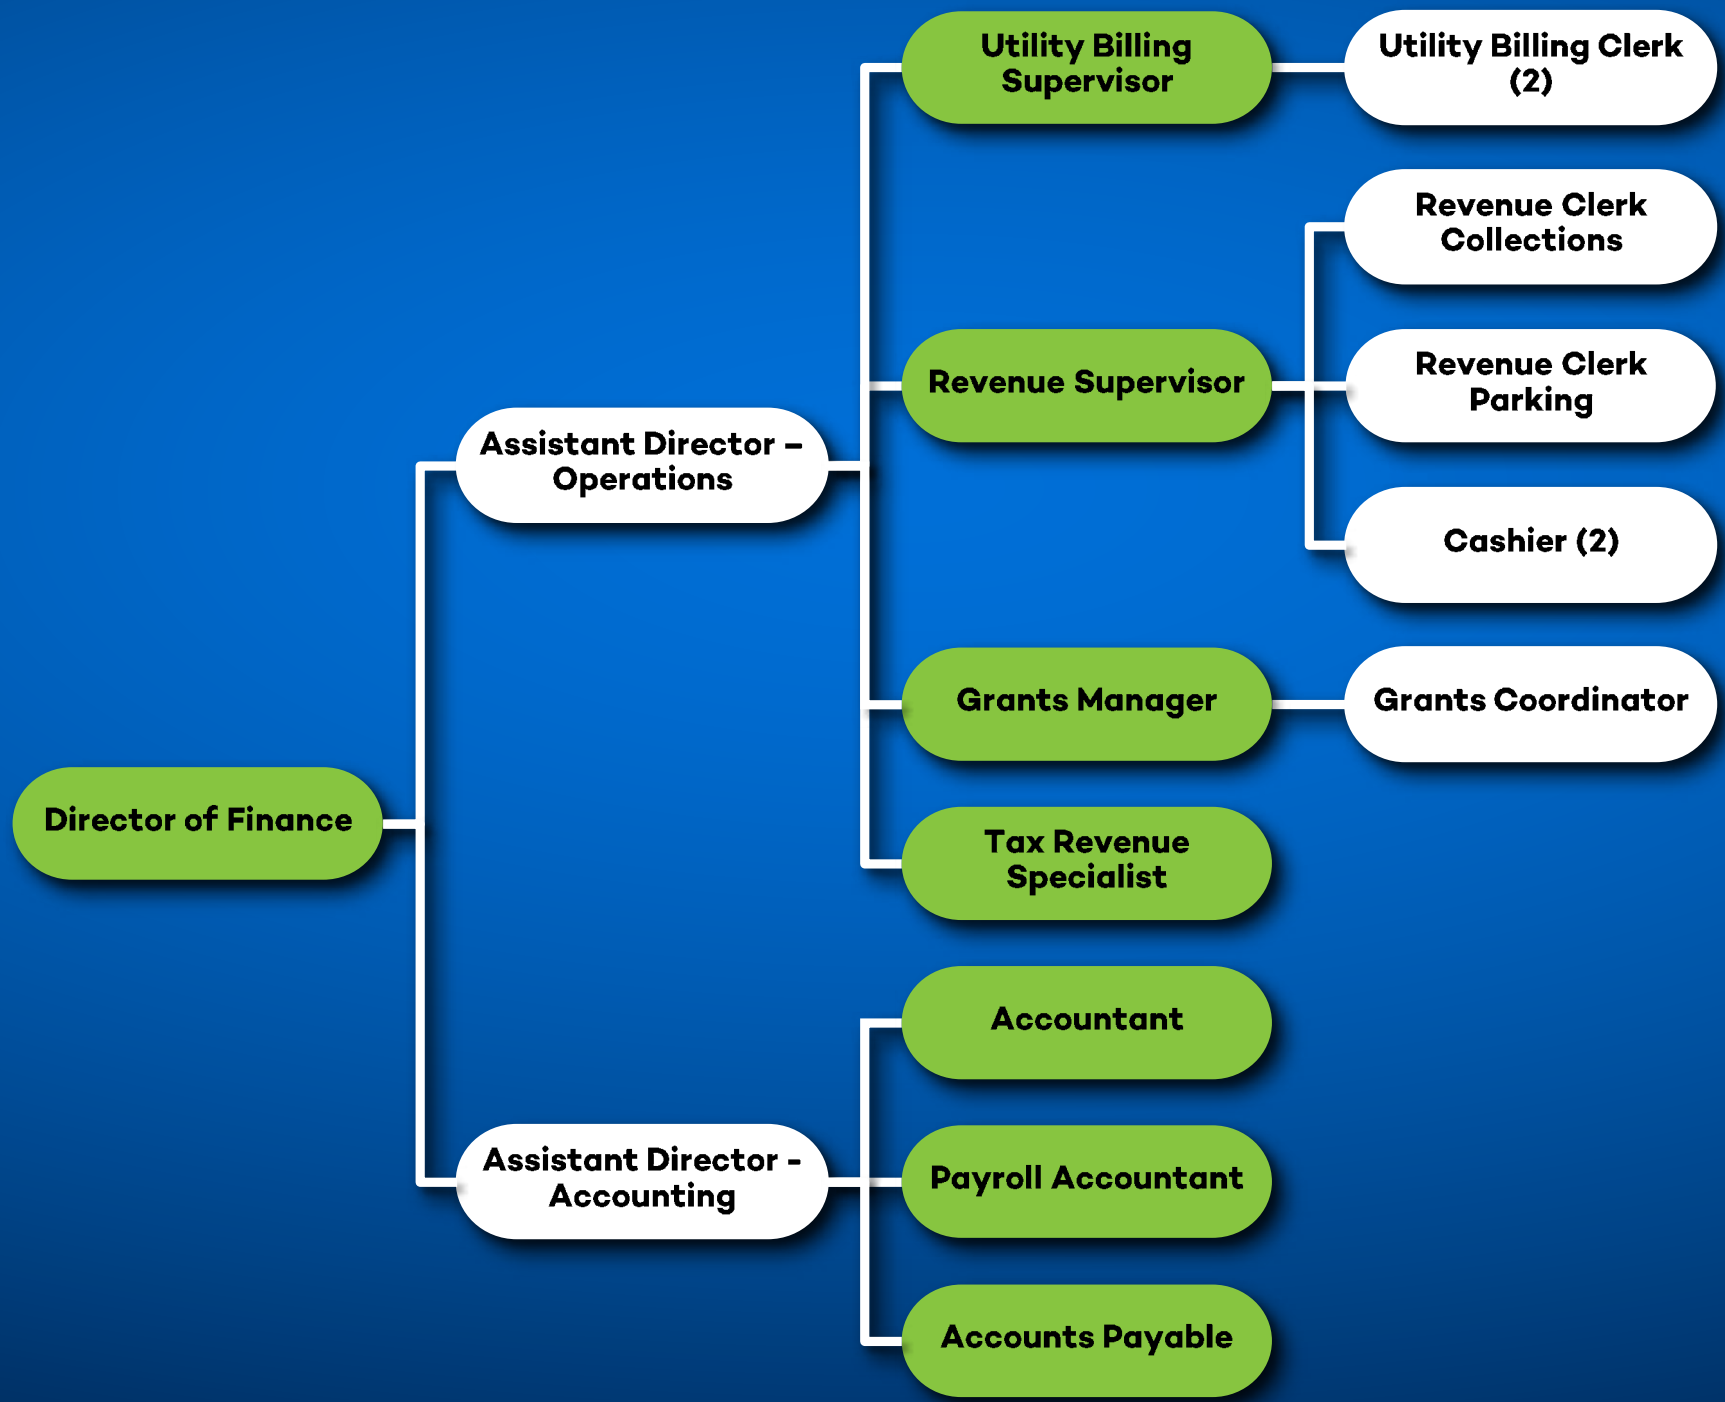 Utility Billing
Supervisor
Utility Billing Clerk
(2)
Revenue Clerk
Collections
Revenue Supervisor
Revenue Clerk
Parking
Assistant Director –
Operations
Cashier (2)
Grants Manager
Grants Coordinator
Director of Finance
Tax Revenue
Specialist
Accountant
Assistant Director -
Accounting
Payroll Accountant
Accounts Payable